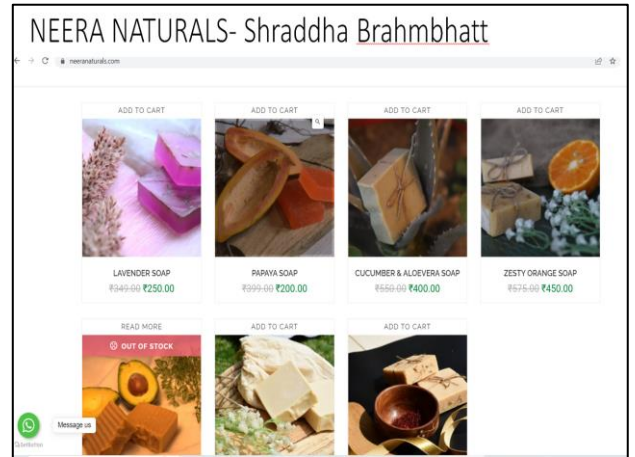 NEERA NATURALS- Shraddha Brahmbhatt
neeranaturals.com
ADD TO CART ADD TO CART ADD TO CART ADD TO CART
LAVENDER SOAP PAPAYA SOAP CUCUMBER & ALOEVERA SOAP ZESTY ORANGE SOAP
₹349.00 ₹250.00 ₹399.00 ₹200.00 ₹550.00 ₹400.00 ₹575.00 ₹450.00
READ MORE ADD TO CART ADD TO CART
OUT OF STOCK
Message us